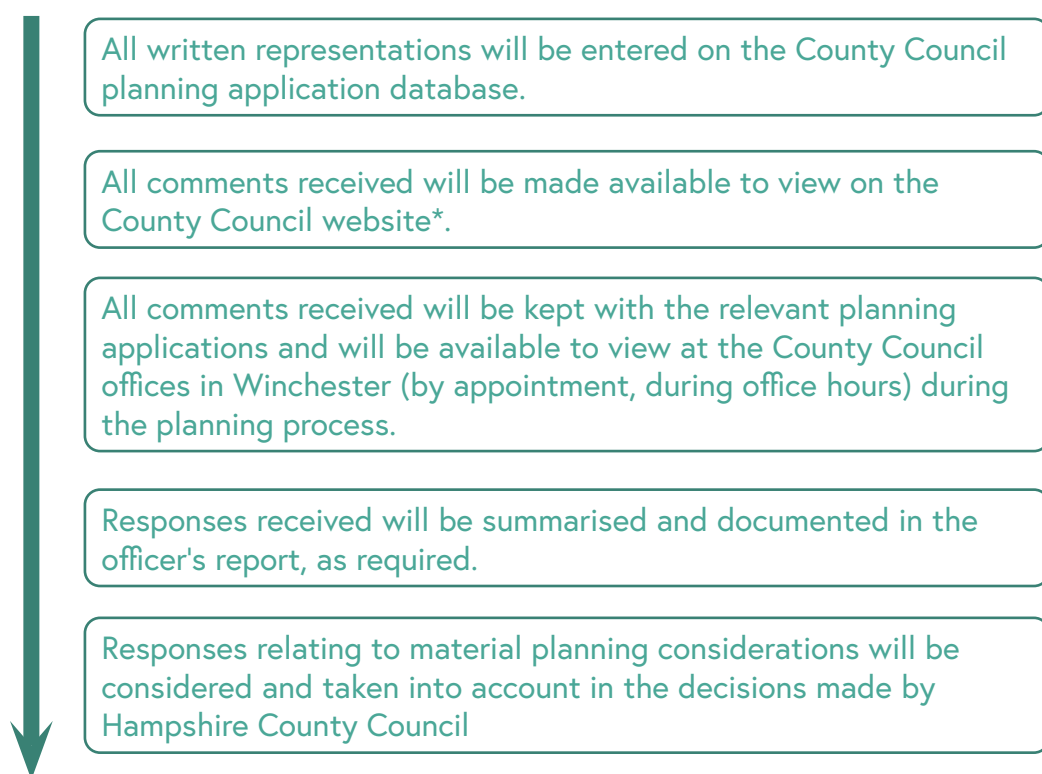 All written representations will be entered on the County Council
planning application database.
All comments received will be made available to view on the
County Council website*.
All comments received will be kept with the relevant planning
applications and will be available to view at the County Council
offices in Winchester (by appointment, during office hours) during
the planning process.
Responses received will be summarised and documented in the
officer's report, as required.
Responses relating to material planning considerations will be
considered and taken into account in the decisions made by
Hampshire County Council